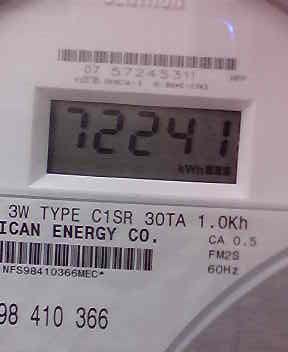 07 57245311
72241
kWh
3W TYPE C1SR 30TA 1.0Kh
ICAN ENERGY CO.
CA 0.5
FM2S
60Hz
NFS98410366MEC*
98 410 366